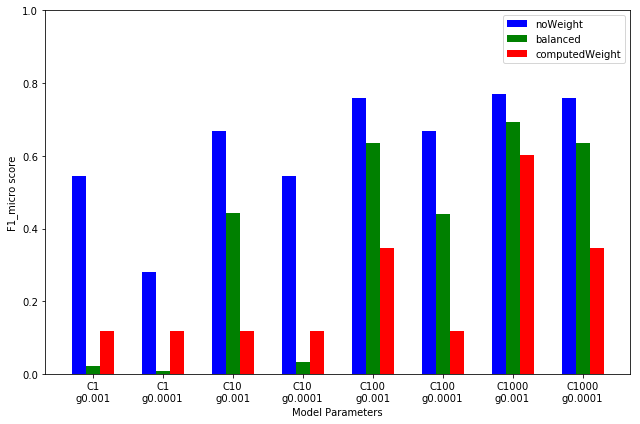 1.0
0.8
0.6
0.4
0.2
0.0
F1_micro score
noWeight
balanced
computedWeight
C1 C1 C10 C10 C100 C100 C1000 C1000
g0.001 g0.0001 g0.001 g0.0001 g0.001 g0.0001 g0.001 g0.0001
Model Parameters